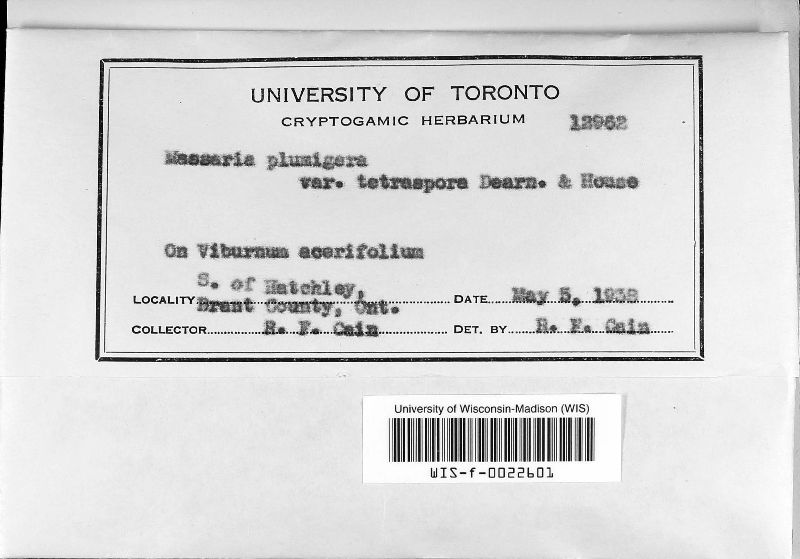 UNIVERSITY OF TORONTO
CRYPTOGAMIC HERBARIUM 12962
Massaria plumigera
var. tetraspora Dearn. & House
On Viburnum acerifolium
S. of Hatchley,
LOCALITY Brant County, Ont. DATE May 5, 1938
COLLECTOR R. F. Cain DET. BY R. F. Cain
University of Wisconsin-Madison (WIS)
WIS-f-0022601